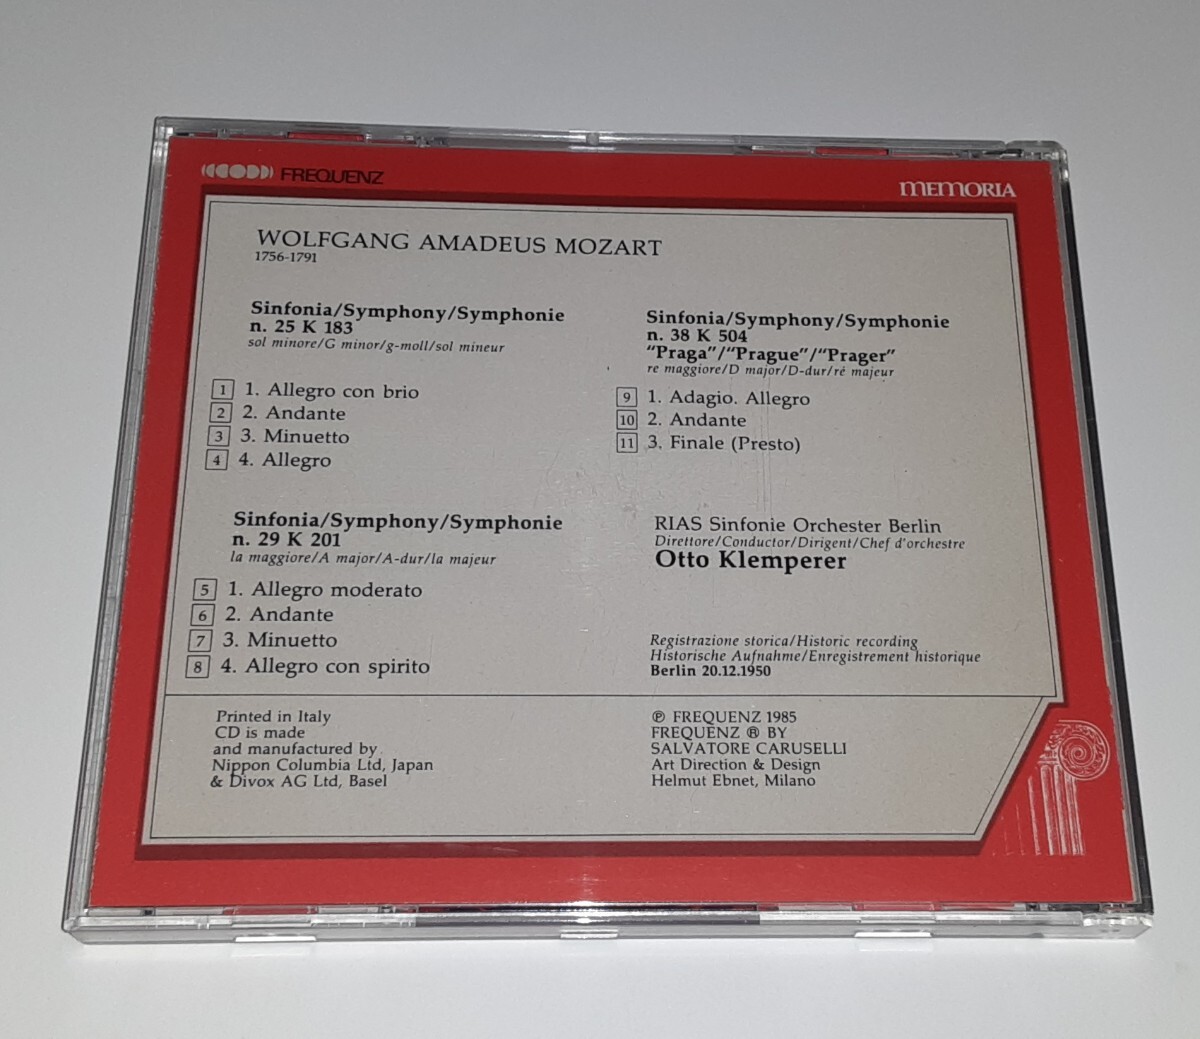 FREQUENZ
MEMORIA
WOLFGANG AMADEUS MOZART
1756-1791
Sinfonia/Symphony/Symphonie
n. 25 K 183
sol minore/G minor/g-moll/sol mineur
1 1. Allegro con brio
2 2. Andante
3 3. Minuetto
4 4. Allegro
Sinfonia/Symphony/Symphonie
n. 29 K 201
la maggiore/A major/A-dur/la majeur
5 1. Allegro moderato
6 2. Andante
7 3. Minuetto
8 4. Allegro con spirito
Sinfonia/Symphony/Symphonie
n. 38 K 504
“Praga”/“Prague”/“Prager”
re maggiore/D major/D-dur/ré majeur
9 1. Adagio. Allegro
10 2. Andante
11 3. Finale (Presto)
RIAS Sinfonie Orchester Berlin
Direttore/Conductor/Dirigent/Chef d'orchestre
Otto Klemperer
Registrazione storica/Historic recording
Historische Aufnahme/Enregistrement historique
Berlin 20.12.1950
Printed in Italy
CD is made
and manufactured by
Nippon Columbia Ltd, Japan
& Divox AG Ltd, Basel
℗ FREQUENZ 1985
FREQUENZ ® BY
SALVATORE CARUSELLI
Art Direction & Design
Helmut Ebnet, Milano